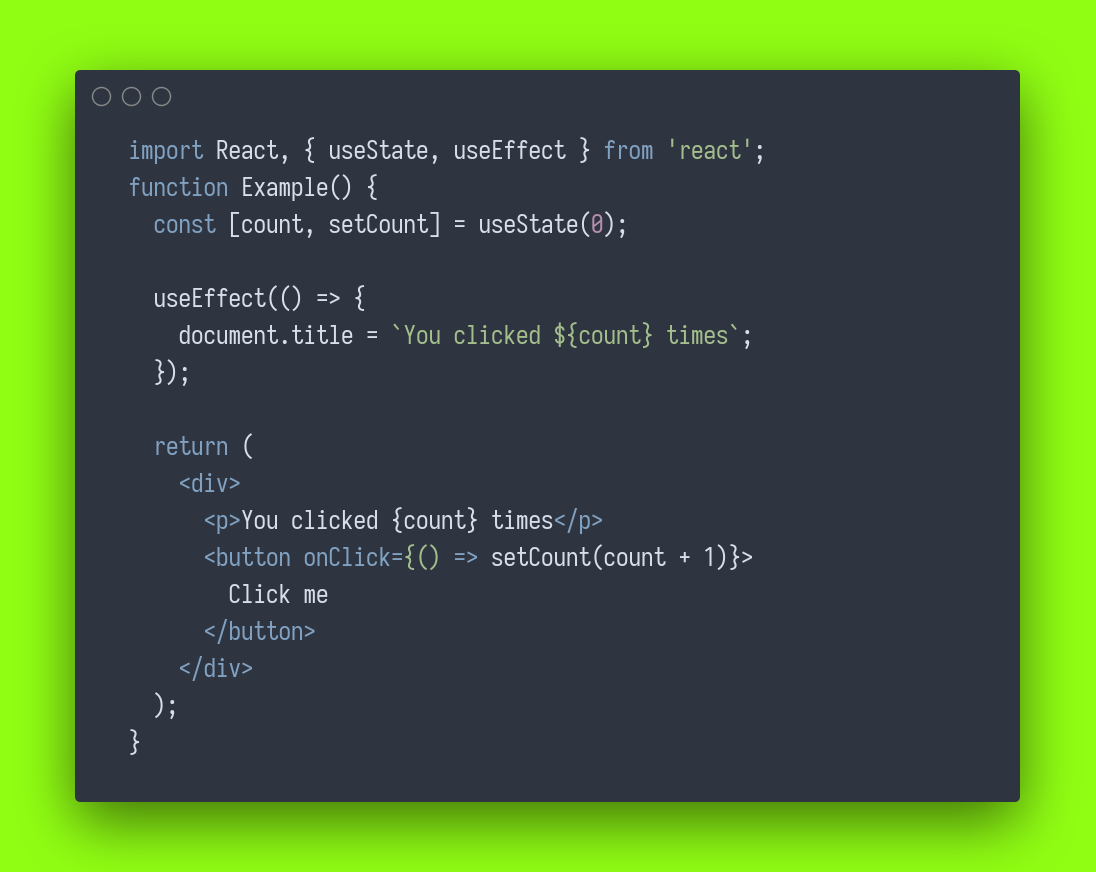 import React, { useState, useEffect } from 'react';
function Example() {
  const [count, setCount] = useState(0);

  useEffect(() => {
    document.title = `You clicked ${count} times`;
  });

  return (
    <div>
      <p>You clicked {count} times</p>
      <button onClick={() => setCount(count + 1)}>
        Click me
      </button>
    </div>
  );
}